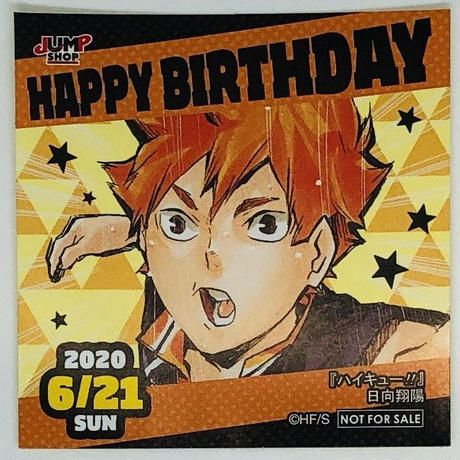 JUMP
SHOP
HAPPY BIRTHDAY
2020
6/21
SUN
『ハイキュー!!』
日向翔陽
©HF/S NOT FOR SALE